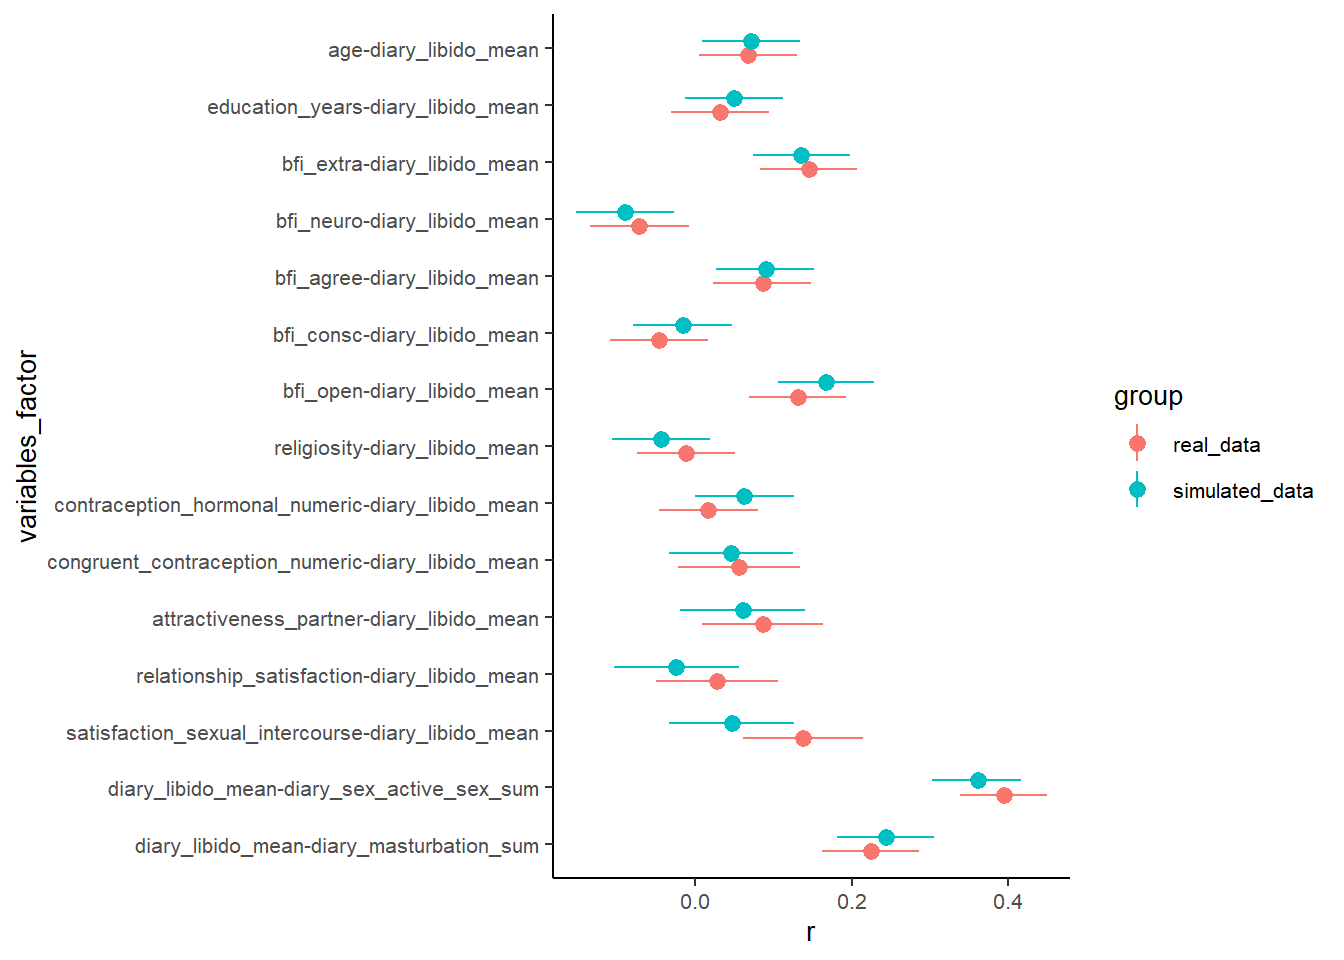 age-diary_libido_mean
education_years-diary_libido_mean
bfi_extra-diary_libido_mean
bfi_neuro-diary_libido_mean
bfi_agree-diary_libido_mean
bfi_consc-diary_libido_mean
bfi_open-diary_libido_mean
religiosity-diary_libido_mean
contraception_hormonal_numeric-diary_libido_mean
congruent_contraception_numeric-diary_libido_mean
attractiveness_partner-diary_libido_mean
relationship_satisfaction-diary_libido_mean
satisfaction_sexual_intercourse-diary_libido_mean
diary_libido_mean-diary_sex_active_sex_sum
diary_libido_mean-diary_masturbation_sum
variables_factor
0.0 0.2 0.4
r
group
real_data
simulated_data